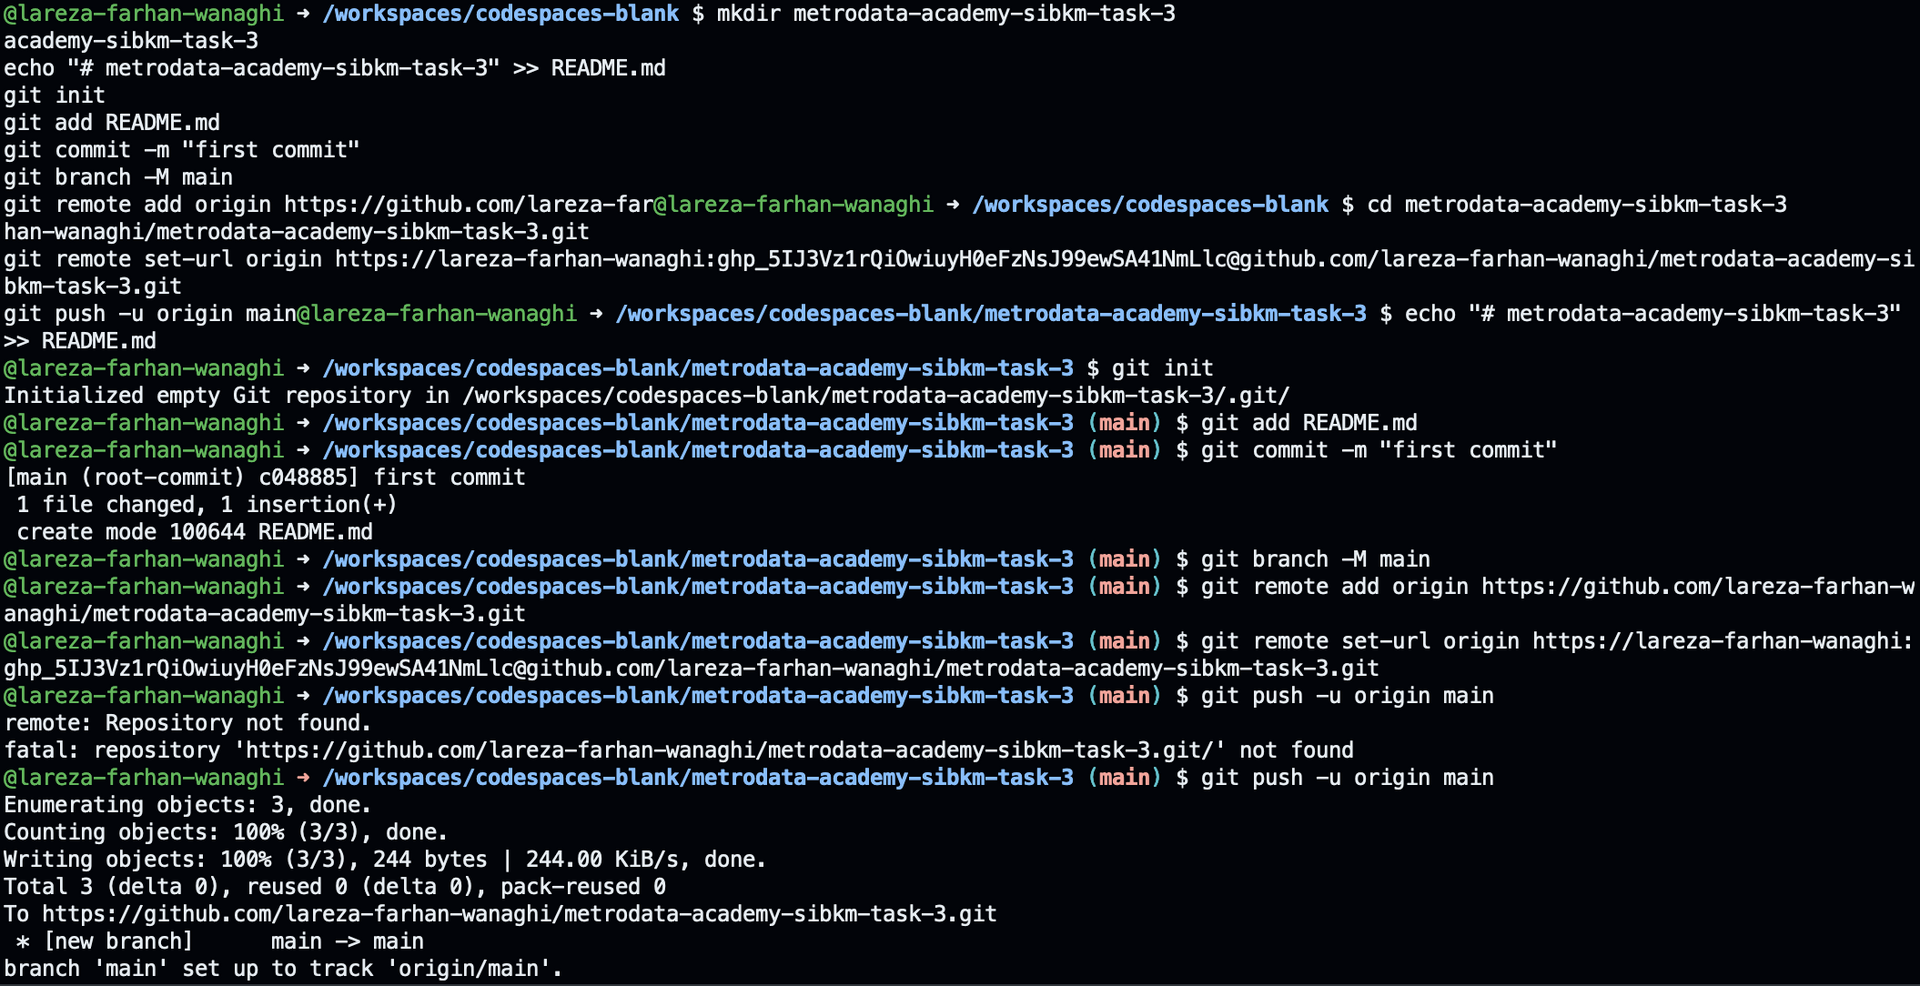 @lareza-farhan-wanaghi → /workspaces/codespaces-blank $ mkdir metrodata-academy-sibkm-task-3
academy-sibkm-task-3
echo "# metrodata-academy-sibkm-task-3" >> README.md
git init
git add README.md
git commit -m "first commit"
git branch -M main
git remote add origin https://github.com/lareza-far@lareza-farhan-wanaghi → /workspaces/codespaces-blank $ cd metrodata-academy-sibkm-task-3
han-wanaghi/metrodata-academy-sibkm-task-3.git
git remote set-url origin https://lareza-farhan-wanaghi: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@github.com/lareza-farhan-wanaghi/metrodata-academy-si
bkm-task-3.git
git push -u origin main@lareza-farhan-wanaghi → /workspaces/codespaces-blank/metrodata-academy-sibkm-task-3 $ echo "# metrodata-academy-sibkm-task-3"
>> README.md
@lareza-farhan-wanaghi → /workspaces/codespaces-blank/metrodata-academy-sibkm-task-3 $ git init
Initialized empty Git repository in /workspaces/codespaces-blank/metrodata-academy-sibkm-task-3/.git/
@lareza-farhan-wanaghi → /workspaces/codespaces-blank/metrodata-academy-sibkm-task-3 (main) $ git add README.md
@lareza-farhan-wanaghi → /workspaces/codespaces-blank/metrodata-academy-sibkm-task-3 (main) $ git commit -m "first commit"
[main (root-commit) c048885] first commit
 1 file changed, 1 insertion(+)
 create mode 100644 README.md
@lareza-farhan-wanaghi → /workspaces/codespaces-blank/metrodata-academy-sibkm-task-3 (main) $ git branch -M main
@lareza-farhan-wanaghi → /workspaces/codespaces-blank/metrodata-academy-sibkm-task-3 (main) $ git remote add origin https://github.com/lareza-farhan-w
anaghi/metrodata-academy-sibkm-task-3.git
@lareza-farhan-wanaghi → /workspaces/codespaces-blank/metrodata-academy-sibkm-task-3 (main) $ git remote set-url origin https://lareza-farhan-wanaghi:
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@github.com/lareza-farhan-wanaghi/metrodata-academy-sibkm-task-3.git
@lareza-farhan-wanaghi → /workspaces/codespaces-blank/metrodata-academy-sibkm-task-3 (main) $ git push -u origin main
remote: Repository not found.
fatal: repository 'https://github.com/lareza-farhan-wanaghi/metrodata-academy-sibkm-task-3.git/' not found
@lareza-farhan-wanaghi → /workspaces/codespaces-blank/metrodata-academy-sibkm-task-3 (main) $ git push -u origin main
Enumerating objects: 3, done.
Counting objects: 100% (3/3), done.
Writing objects: 100% (3/3), 244 bytes | 244.00 KiB/s, done.
Total 3 (delta 0), reused 0 (delta 0), pack-reused 0
To https://github.com/lareza-farhan-wanaghi/metrodata-academy-sibkm-task-3.git
 * [new branch]      main -> main
branch 'main' set up to track 'origin/main'.